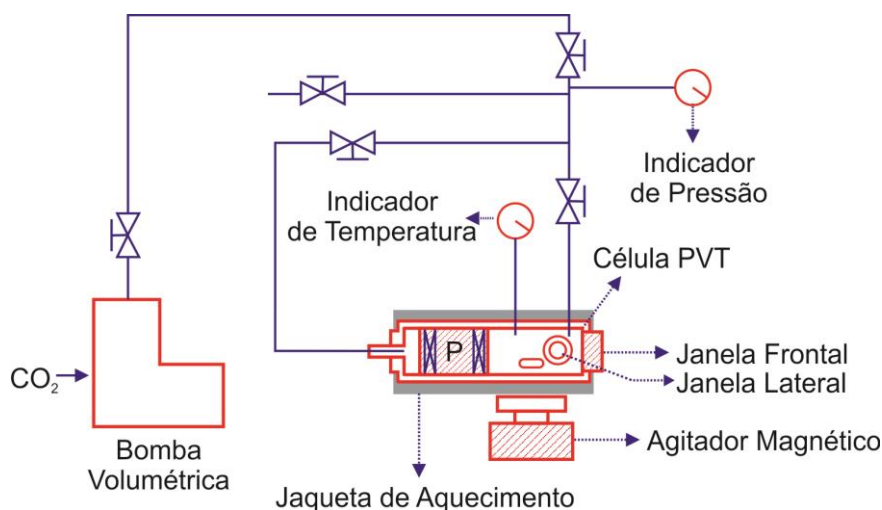 Indicador
de Pressão
Indicador
de Temperatura
Célula PVT
P
Janela Frontal
Janela Lateral
CO₂
Agitador Magnético
Bomba
Volumétrica
Jaqueta de Aquecimento